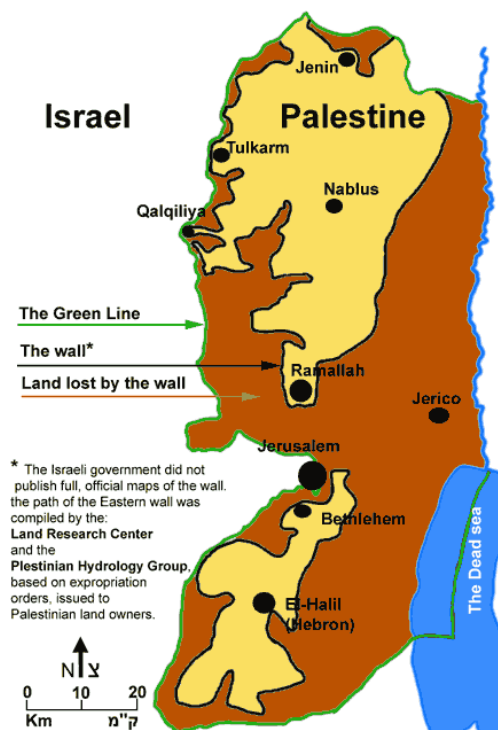 Jenin
Israel
Palestine
Tulkarm
Nablus
Qalqiliya
The Green Line
The wall*
Ramallah
Land lost by the wall
Jerico
Jerusalem
* The Israeli government did not
publish full, official maps of the wall.
the path of the Eastern wall was
compiled by the:
Land Research Center
and the
Plestinian Hydrology Group,
based on expropriation
orders, issued to
Palestinian land owners.
Bethlehem
The Dead sea
El-Halil
(Hebron)
N צ
0 10 20
Km ק"מ